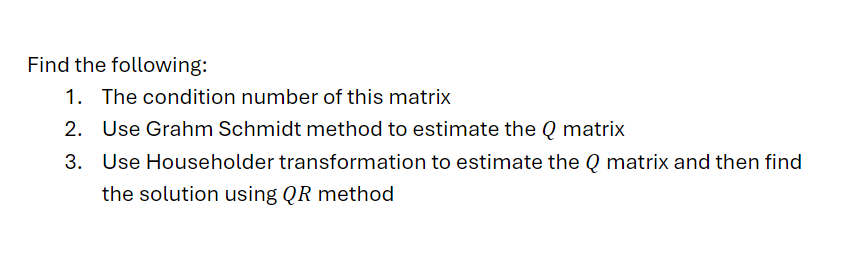 Find the following:
1. The condition number of this matrix
2. Use Grahm Schmidt method to estimate the Q matrix
3. Use Householder transformation to estimate the Q matrix and then find
the solution using QR method